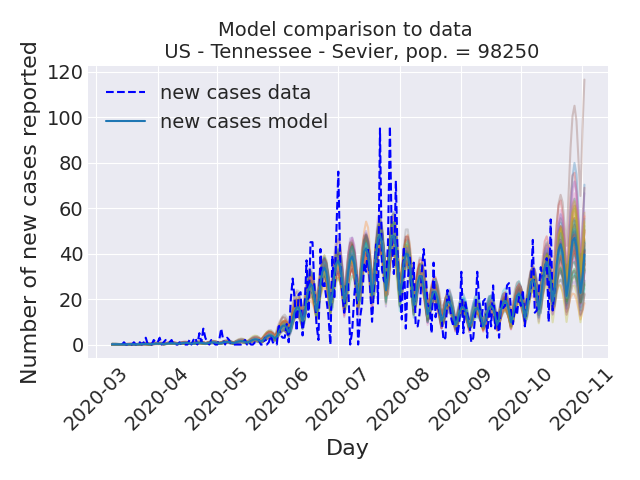 Model comparison to data
US - Tennessee - Sevier, pop. = 98250
Number of new cases reported
120
100
80
60
40
20
0
new cases data
new cases model
2020-03
2020-04
2020-05
2020-06
2020-07
2020-08
2020-09
2020-10
2020-11
Day